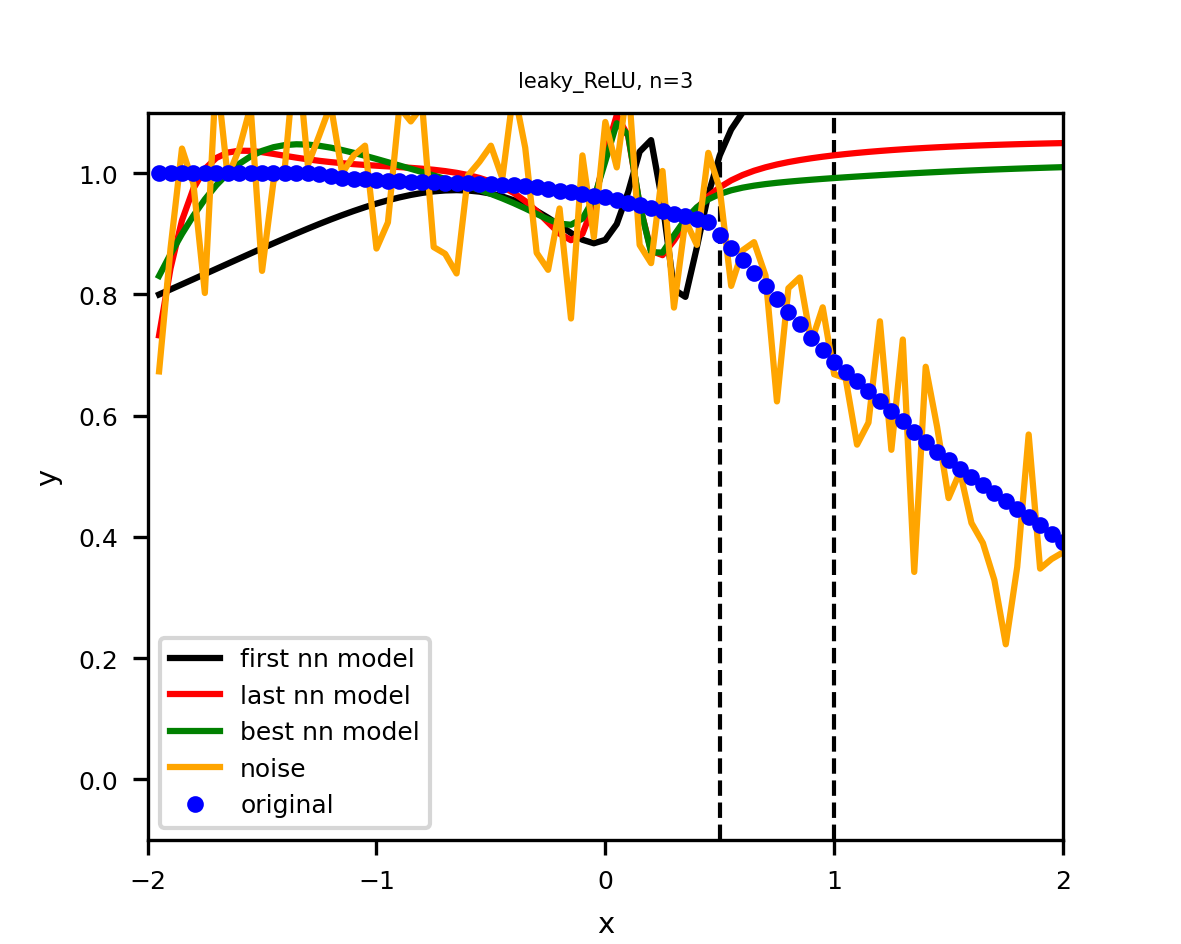 leaky_ReLU, n=3
1.0
0.8
0.6
0.4
0.2
0.0
y
first nn model
last nn model
best nn model
noise
original
−2
−1
0
1
2
x